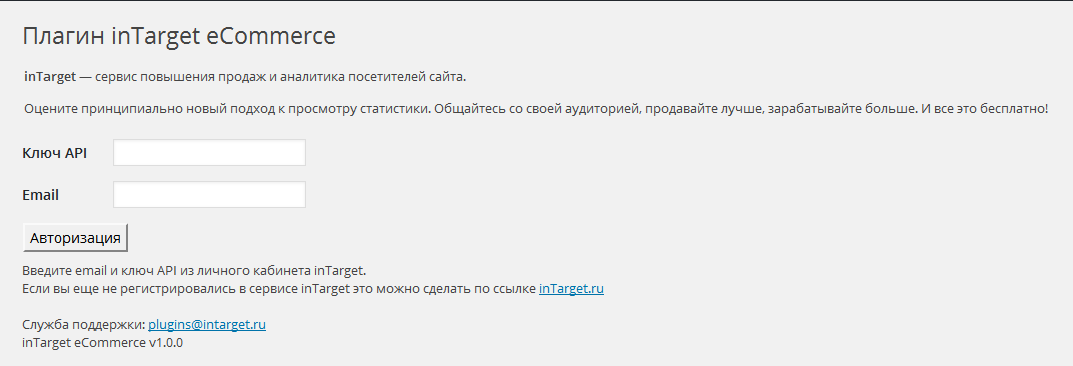 Плагин inTarget eCommerce
inTarget — сервис повышения продаж и аналитика посетителей сайта.
Оцените принципиально новый подход к просмотру статистики. Общайтесь со своей аудиторией, продавайте лучше, зарабатывайте больше. И все это бесплатно!
Ключ API
Email
Авторизация
Введите email и ключ API из личного кабинета inTarget.
Если вы еще не регистрировались в сервисе inTarget это можно сделать по ссылке inTarget.ru
Служба поддержки: plugins@intarget.ru
inTarget eCommerce v1.0.0